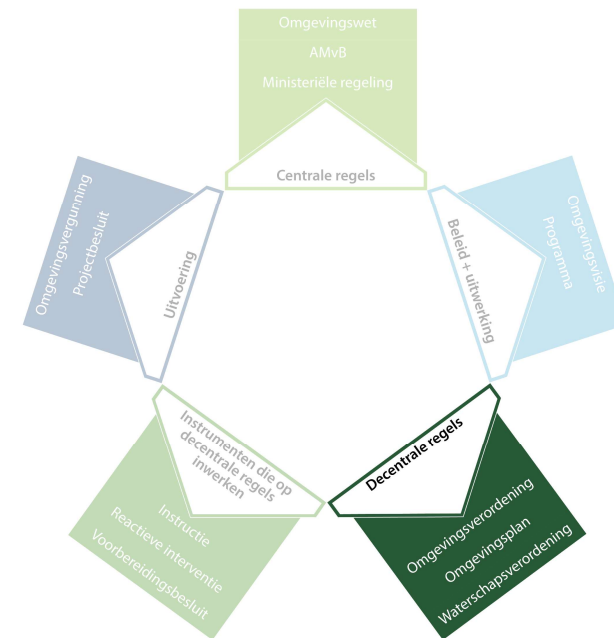 Omgevingswet
AMvB
Ministeriële regeling
Centrale regels
Omgevingsvisie
Programma
Beleid + uitwerking
Decentrale regels
Omgevingsverordening
Omgevingsplan
Waterschapsverordening
Instrumenten die op
decentrale regels
inwerken
Instructie
Reactieve interventie
Voorbereidingsbesluit
Omgevingsvergunning
Projectbesluit
Uitvoering